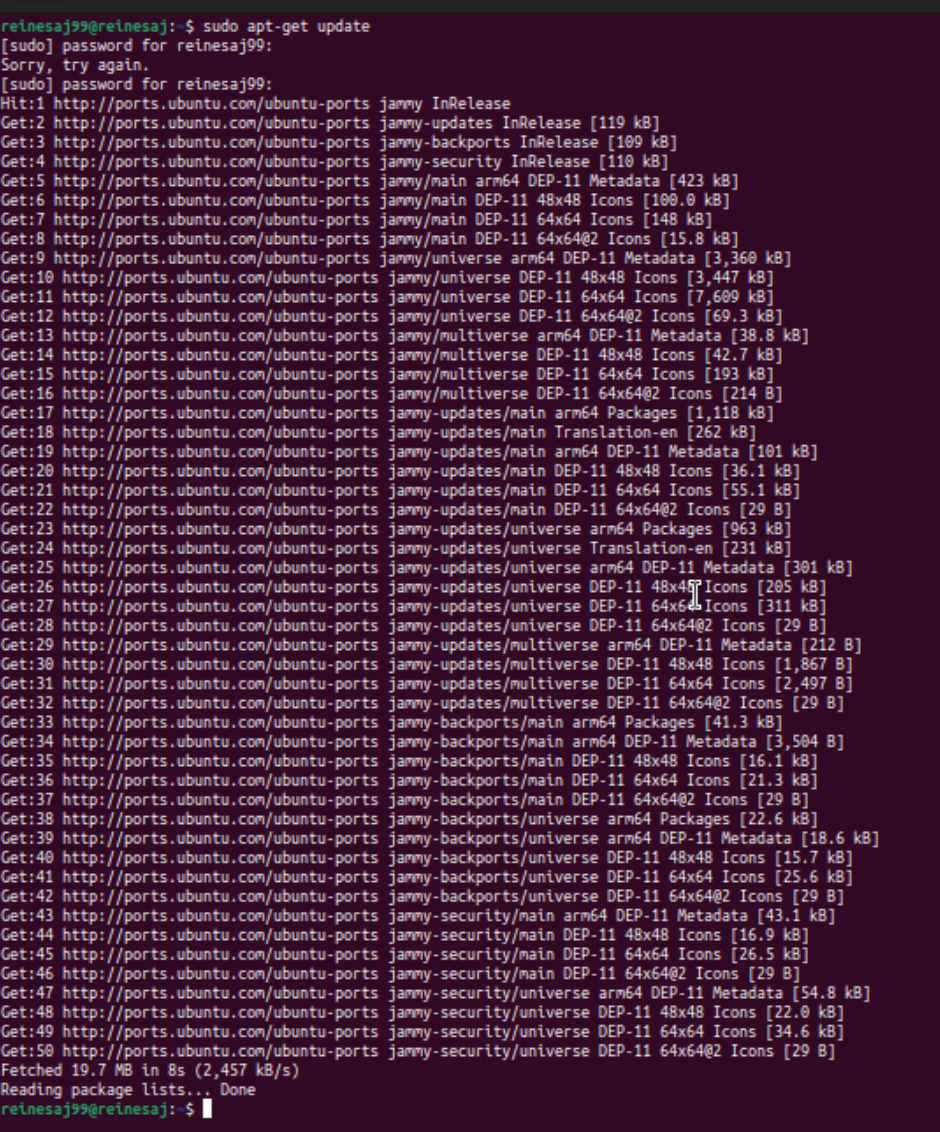 reinesaj99@reinesaj:~$ sudo apt-get update
[sudo] password for reinesaj99:
Sorry, try again.
[sudo] password for reinesaj99:
Hit:1 http://ports.ubuntu.com/ubuntu-ports jammy InRelease
Get:2 http://ports.ubuntu.com/ubuntu-ports jammy-updates InRelease [119 kB]
Get:3 http://ports.ubuntu.com/ubuntu-ports jammy-backports InRelease [109 kB]
Get:4 http://ports.ubuntu.com/ubuntu-ports jammy-security InRelease [110 kB]
Get:5 http://ports.ubuntu.com/ubuntu-ports jammy/main arm64 DEP-11 Metadata [423 kB]
Get:6 http://ports.ubuntu.com/ubuntu-ports jammy/main DEP-11 48x48 Icons [100.0 kB]
Get:7 http://ports.ubuntu.com/ubuntu-ports jammy/main DEP-11 64x64 Icons [148 kB]
Get:8 http://ports.ubuntu.com/ubuntu-ports jammy/main DEP-11 64x64@2 Icons [15.8 kB]
Get:9 http://ports.ubuntu.com/ubuntu-ports jammy/universe arm64 DEP-11 Metadata [3,360 kB]
Get:10 http://ports.ubuntu.com/ubuntu-ports jammy/universe DEP-11 48x48 Icons [3,447 kB]
Get:11 http://ports.ubuntu.com/ubuntu-ports jammy/universe DEP-11 64x64 Icons [7,609 kB]
Get:12 http://ports.ubuntu.com/ubuntu-ports jammy/universe DEP-11 64x64@2 Icons [69.3 kB]
Get:13 http://ports.ubuntu.com/ubuntu-ports jammy/multiverse arm64 DEP-11 Metadata [38.8 kB]
Get:14 http://ports.ubuntu.com/ubuntu-ports jammy/multiverse DEP-11 48x48 Icons [42.7 kB]
Get:15 http://ports.ubuntu.com/ubuntu-ports jammy/multiverse DEP-11 64x64 Icons [193 kB]
Get:16 http://ports.ubuntu.com/ubuntu-ports jammy/multiverse DEP-11 64x64@2 Icons [214 B]
Get:17 http://ports.ubuntu.com/ubuntu-ports jammy-updates/main arm64 Packages [1,118 kB]
Get:18 http://ports.ubuntu.com/ubuntu-ports jammy-updates/main Translation-en [262 kB]
Get:19 http://ports.ubuntu.com/ubuntu-ports jammy-updates/main arm64 DEP-11 Metadata [101 kB]
Get:20 http://ports.ubuntu.com/ubuntu-ports jammy-updates/main DEP-11 48x48 Icons [36.1 kB]
Get:21 http://ports.ubuntu.com/ubuntu-ports jammy-updates/main DEP-11 64x64 Icons [55.1 kB]
Get:22 http://ports.ubuntu.com/ubuntu-ports jammy-updates/main DEP-11 64x64@2 Icons [29 B]
Get:23 http://ports.ubuntu.com/ubuntu-ports jammy-updates/universe arm64 Packages [963 kB]
Get:24 http://ports.ubuntu.com/ubuntu-ports jammy-updates/universe Translation-en [231 kB]
Get:25 http://ports.ubuntu.com/ubuntu-ports jammy-updates/universe arm64 DEP-11 Metadata [301 kB]
Get:26 http://ports.ubuntu.com/ubuntu-ports jammy-updates/universe DEP-11 48x48 Icons [205 kB]
Get:27 http://ports.ubuntu.com/ubuntu-ports jammy-updates/universe DEP-11 64x64 Icons [311 kB]
Get:28 http://ports.ubuntu.com/ubuntu-ports jammy-updates/universe DEP-11 64x64@2 Icons [29 B]
Get:29 http://ports.ubuntu.com/ubuntu-ports jammy-updates/multiverse arm64 DEP-11 Metadata [212 B]
Get:30 http://ports.ubuntu.com/ubuntu-ports jammy-updates/multiverse DEP-11 48x48 Icons [1,867 B]
Get:31 http://ports.ubuntu.com/ubuntu-ports jammy-updates/multiverse DEP-11 64x64 Icons [2,497 B]
Get:32 http://ports.ubuntu.com/ubuntu-ports jammy-updates/multiverse DEP-11 64x64@2 Icons [29 B]
Get:33 http://ports.ubuntu.com/ubuntu-ports jammy-backports/main arm64 Packages [41.3 kB]
Get:34 http://ports.ubuntu.com/ubuntu-ports jammy-backports/main arm64 DEP-11 Metadata [3,504 B]
Get:35 http://ports.ubuntu.com/ubuntu-ports jammy-backports/main DEP-11 48x48 Icons [16.1 kB]
Get:36 http://ports.ubuntu.com/ubuntu-ports jammy-backports/main DEP-11 64x64 Icons [21.3 kB]
Get:37 http://ports.ubuntu.com/ubuntu-ports jammy-backports/main DEP-11 64x64@2 Icons [29 B]
Get:38 http://ports.ubuntu.com/ubuntu-ports jammy-backports/universe arm64 Packages [22.6 kB]
Get:39 http://ports.ubuntu.com/ubuntu-ports jammy-backports/universe arm64 DEP-11 Metadata [18.6 kB]
Get:40 http://ports.ubuntu.com/ubuntu-ports jammy-backports/universe DEP-11 48x48 Icons [15.7 kB]
Get:41 http://ports.ubuntu.com/ubuntu-ports jammy-backports/universe DEP-11 64x64 Icons [25.6 kB]
Get:42 http://ports.ubuntu.com/ubuntu-ports jammy-backports/universe DEP-11 64x64@2 Icons [29 B]
Get:43 http://ports.ubuntu.com/ubuntu-ports jammy-security/main arm64 DEP-11 Metadata [43.1 kB]
Get:44 http://ports.ubuntu.com/ubuntu-ports jammy-security/main DEP-11 48x48 Icons [16.9 kB]
Get:45 http://ports.ubuntu.com/ubuntu-ports jammy-security/main DEP-11 64x64 Icons [26.5 kB]
Get:46 http://ports.ubuntu.com/ubuntu-ports jammy-security/main DEP-11 64x64@2 Icons [29 B]
Get:47 http://ports.ubuntu.com/ubuntu-ports jammy-security/universe arm64 DEP-11 Metadata [54.8 kB]
Get:48 http://ports.ubuntu.com/ubuntu-ports jammy-security/universe DEP-11 48x48 Icons [22.0 kB]
Get:49 http://ports.ubuntu.com/ubuntu-ports jammy-security/universe DEP-11 64x64 Icons [34.6 kB]
Get:50 http://ports.ubuntu.com/ubuntu-ports jammy-security/universe DEP-11 64x64@2 Icons [29 B]
Fetched 19.7 MB in 8s (2,457 kB/s)
Reading package lists... Done
reinesaj99@reinesaj:~$